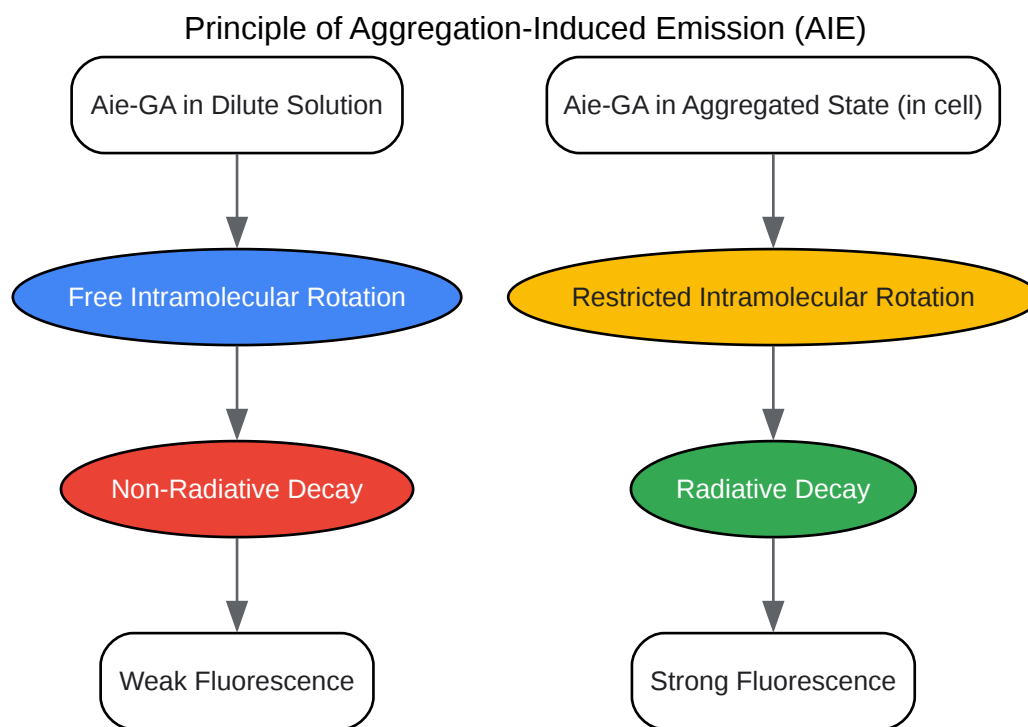 Principle of Aggregation-Induced Emission (AIE)
Aie-GA in Dilute Solution
Free Intramolecular Rotation
Non-Radiative Decay
Weak Fluorescence
Aie-GA in Aggregated State (in cell)
Restricted Intramolecular Rotation
Radiative Decay
Strong Fluorescence